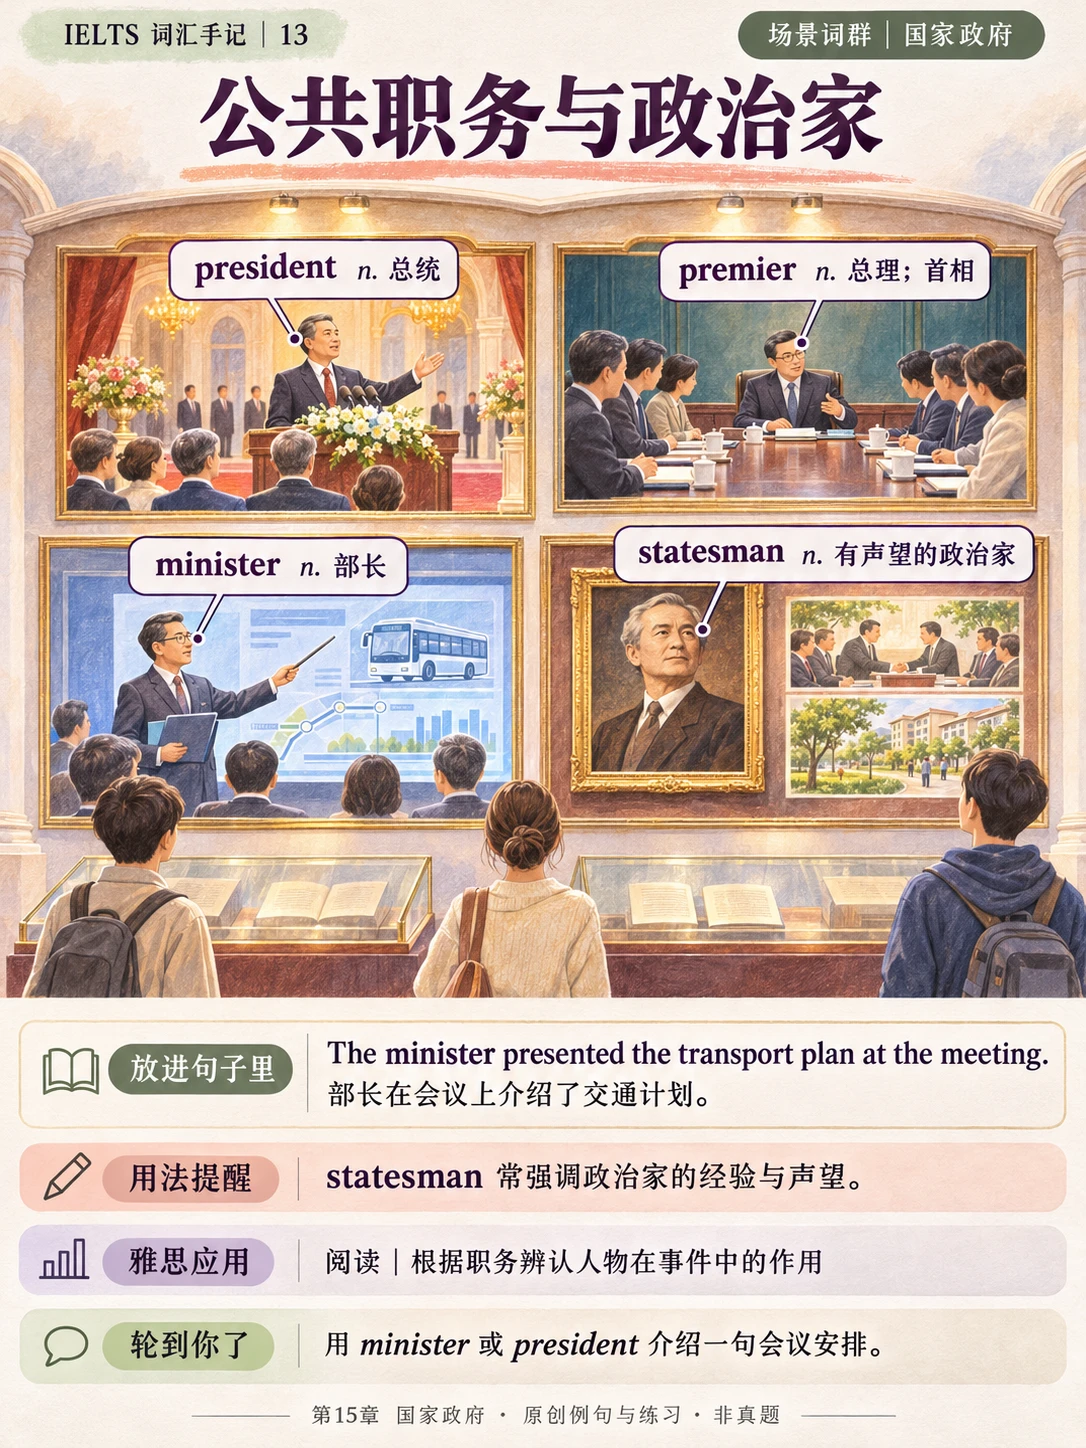 IELTS 词汇手记 | 13
场景词群 | 国家政府
公共职务与政治家
president n. 总统
premier n. 总理；首相
minister n. 部长
statesman n. 有声望的政治家
放进句子里
The minister presented the transport plan at the meeting.
部长在会议上介绍了交通计划。
用法提醒
statesman 常强调政治家的经验与声望。
雅思应用
阅读 | 根据职务辨认人物在事件中的作用
轮到你了
用 minister 或 president 介绍一句会议安排。
第15章 国家政府 · 原创例句与练习 · 非真题